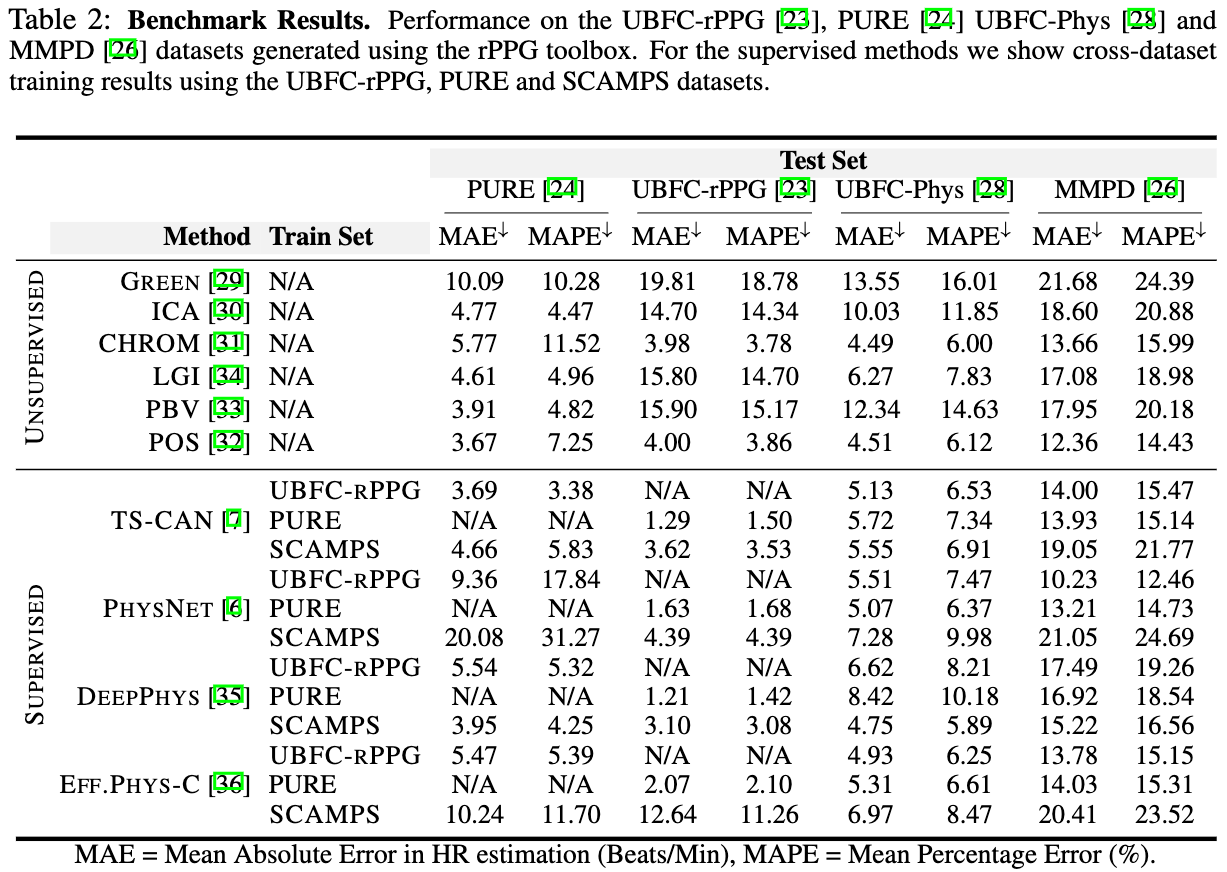 Table 2: Benchmark Results. Performance on the UBFC-rPPG [23], PURE [24] UBFC-Phys [28] and
MMPD [26] datasets generated using the rPPG toolbox. For the supervised methods we show cross-dataset
training results using the UBFC-rPPG, PURE and SCAMPS datasets.
Test Set
PURE [24] UBFC-rPPG [23] UBFC-Phys [28] MMPD [26]
Method Train Set MAE↓ MAPE↓ MAE↓ MAPE↓ MAE↓ MAPE↓ MAE↓ MAPE↓
UNSUPERVISED
GREEN [29] N/A 10.09 10.28 19.81 18.78 13.55 16.01 21.68 24.39
ICA [30] N/A 4.77 4.47 14.70 14.34 10.03 11.85 18.60 20.88
CHROM [31] N/A 5.77 11.52 3.98 3.78 4.49 6.00 13.66 15.99
LGI [34] N/A 4.61 4.96 15.80 14.70 6.27 7.83 17.08 18.98
PBV [33] N/A 3.91 4.82 15.90 15.17 12.34 14.63 17.95 20.18
POS [32] N/A 3.67 7.25 4.00 3.86 4.51 6.12 12.36 14.43
SUPERVISED
UBFC-RPPG 3.69 3.38 N/A N/A 5.13 6.53 14.00 15.47
TS-CAN [7] PURE N/A N/A 1.29 1.50 5.72 7.34 13.93 15.14
SCAMPS 4.66 5.83 3.62 3.53 5.55 6.91 19.05 21.77
UBFC-RPPG 9.36 17.84 N/A N/A 5.51 7.47 10.23 12.46
PHYSNET [6] PURE N/A N/A 1.63 1.68 5.07 6.37 13.21 14.73
SCAMPS 20.08 31.27 4.39 4.39 7.28 9.98 21.05 24.69
UBFC-RPPG 5.54 5.32 N/A N/A 6.62 8.21 17.49 19.26
DEEPPHYS [35] PURE N/A N/A 1.21 1.42 8.42 10.18 16.92 18.54
SCAMPS 3.95 4.25 3.10 3.08 4.75 5.89 15.22 16.56
UBFC-RPPG 5.47 5.39 N/A N/A 4.93 6.25 13.78 15.15
EFF.PHYS-C [36] PURE N/A N/A 2.07 2.10 5.31 6.61 14.03 15.31
SCAMPS 10.24 11.70 12.64 11.26 6.97 8.47 20.41 23.52
MAE = Mean Absolute Error in HR estimation (Beats/Min), MAPE = Mean Percentage Error (%).